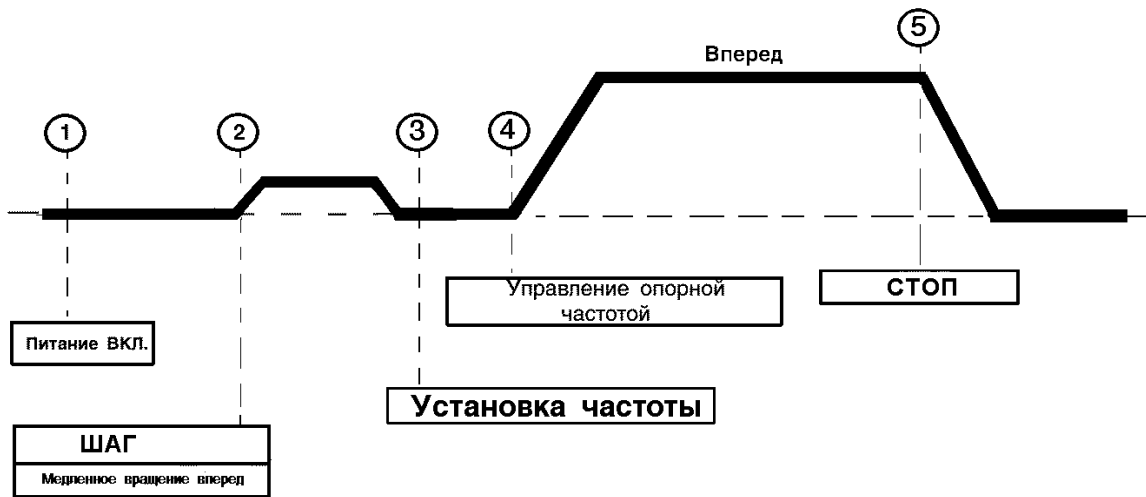 5
Вперед
1
2
3
4
Управление опорной
частотой
СТОП
Питание ВКЛ.
Установка частоты
ШАГ
Медленное вращение вперед